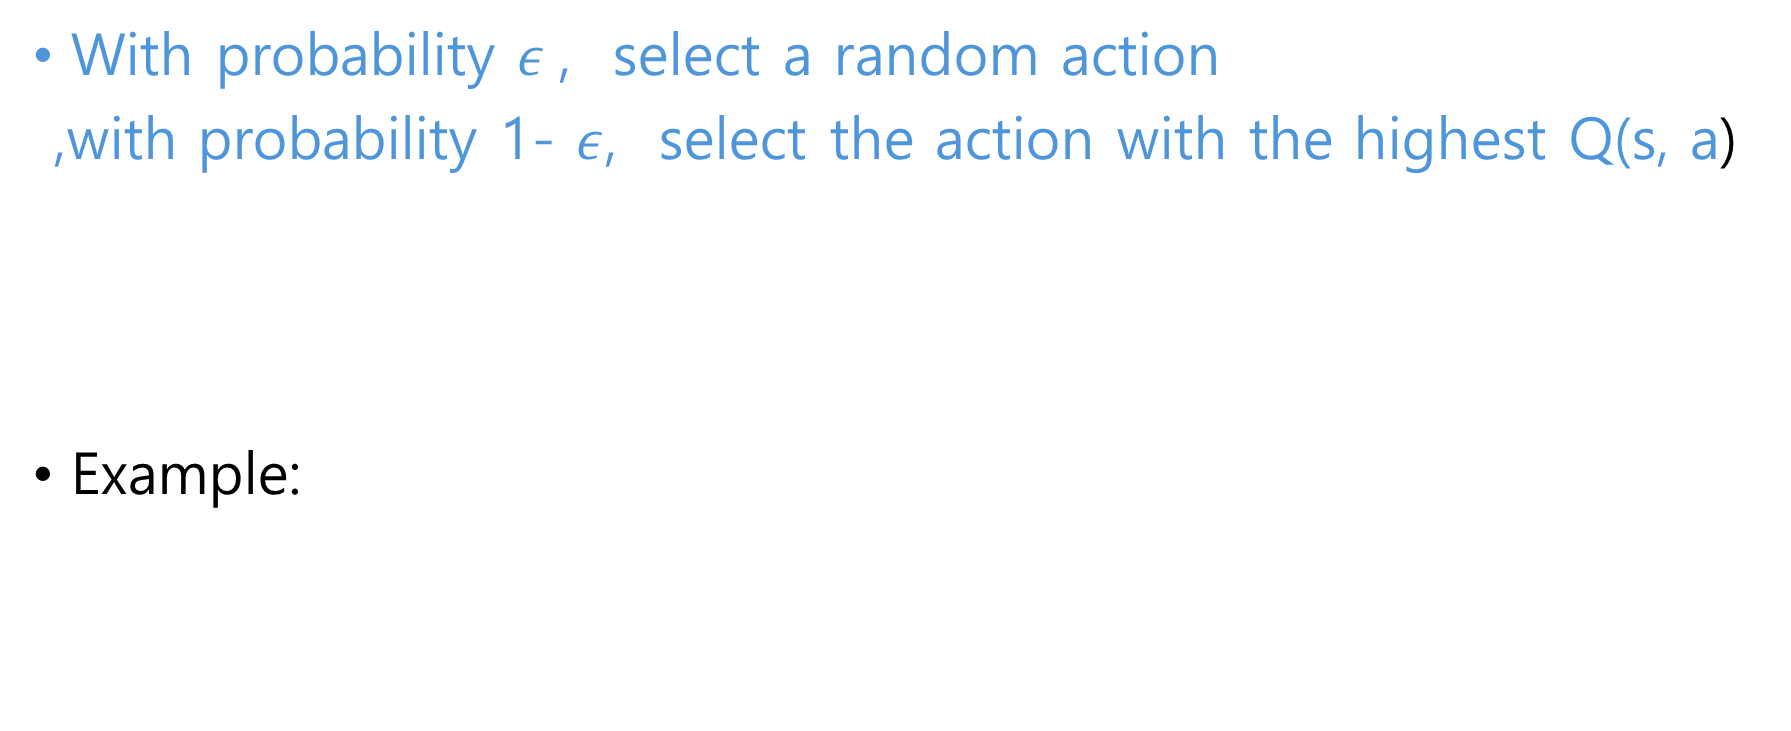 • With probability ϵ , select a random action
,with probability 1- ϵ, select the action with the highest Q(s, a)
• Example: